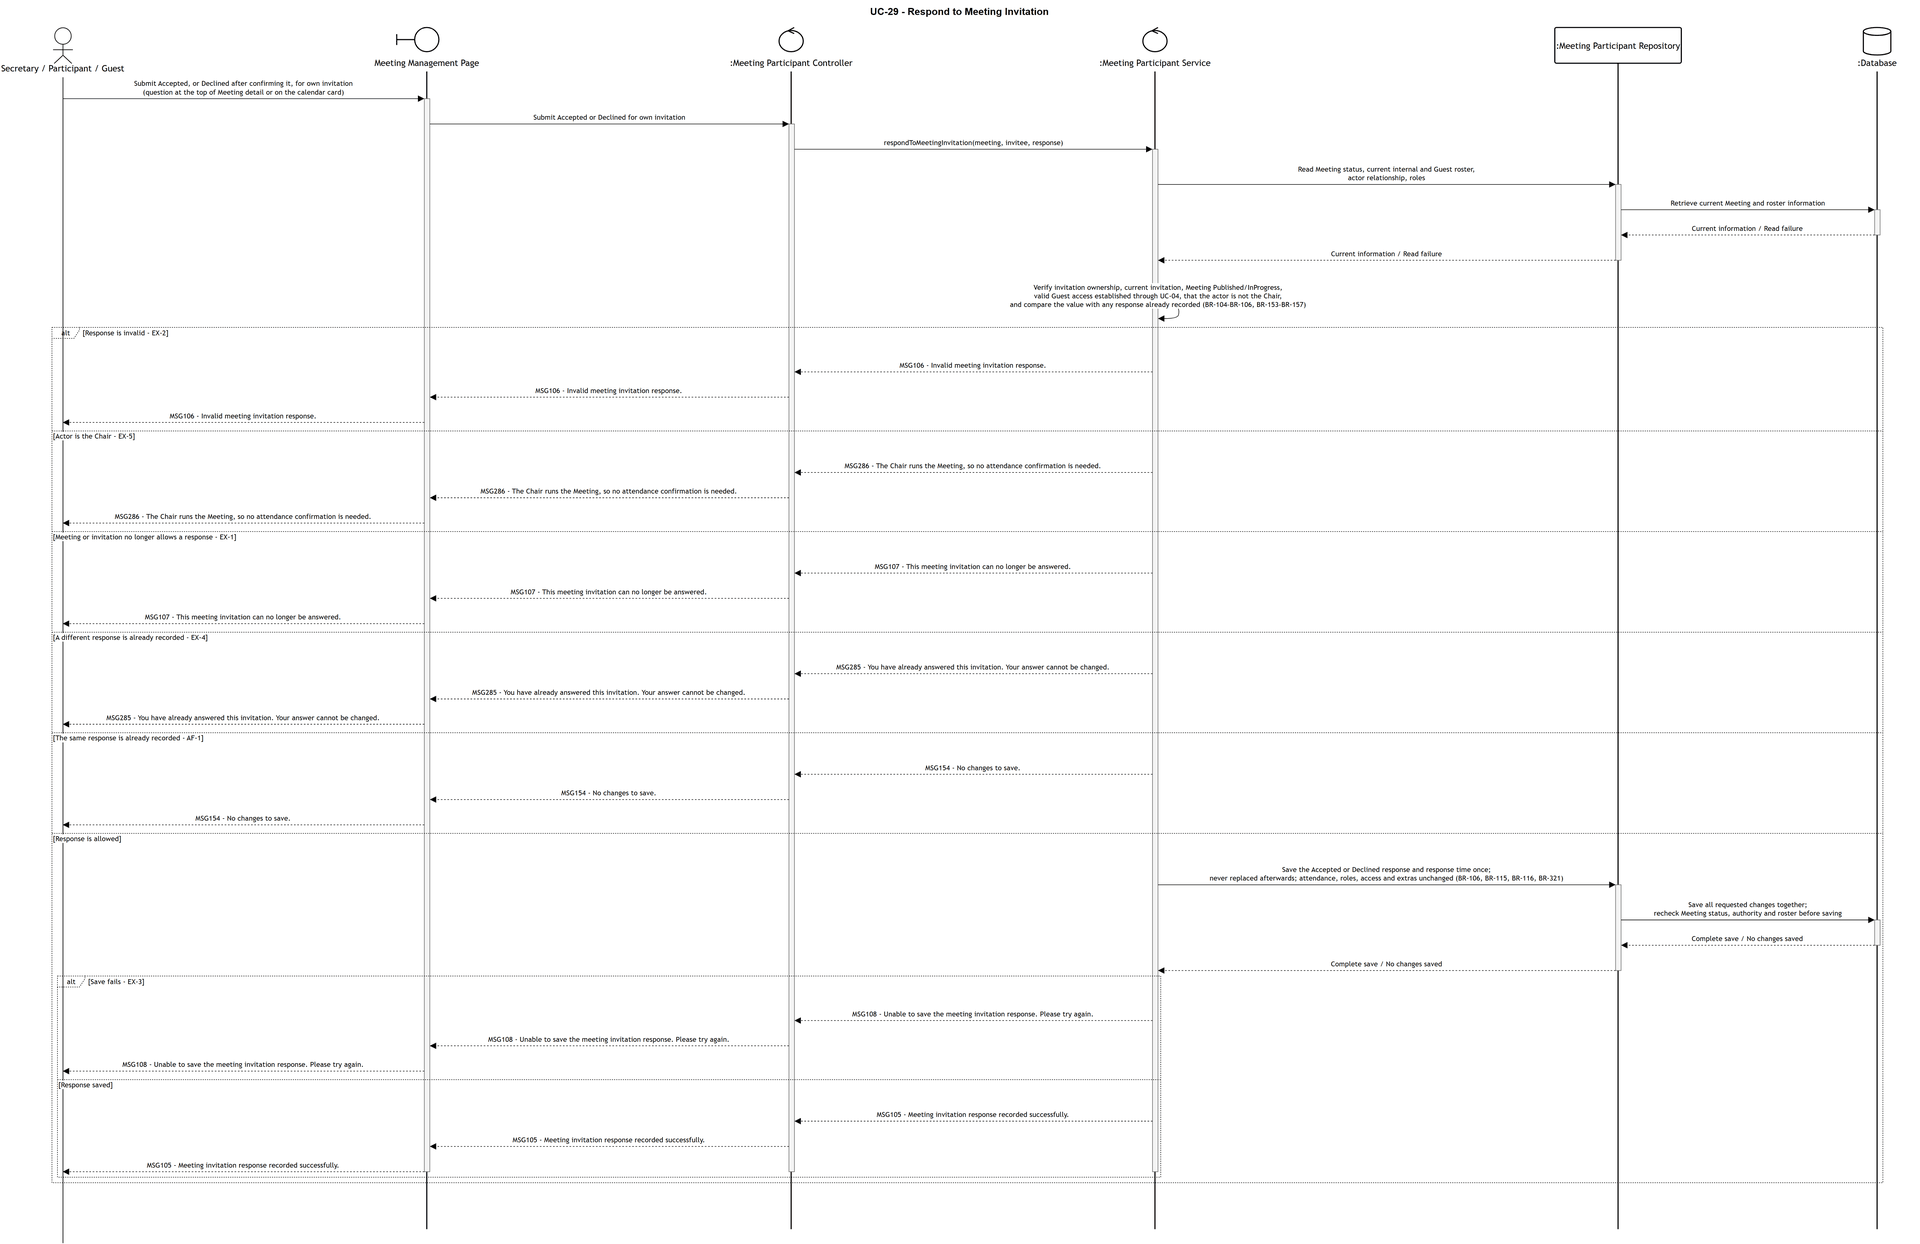 UC-29 - Respond to Meeting Invitation
Secretary / Participant / Guest
Meeting Management Page
:Meeting Participant Controller
:Meeting Participant Service
:Meeting Participant Repository
:Database
Submit Accepted, or Declined after confirming it, for own invitation
(question at the top of Meeting detail or on the calendar card)
Submit Accepted or Declined for own invitation
respondToMeetingInvitation(meeting, invitee, response)
Read Meeting status, current internal and Guest roster,
actor relationship, roles
Retrieve current Meeting and roster information
Current information / Read failure
Current information / Read failure
Verify invitation ownership, current invitation, Meeting Published/InProgress,
valid Guest access established through UC-04, that the actor is not the Chair,
and compare the value with any response already recorded (BR-104-BR-106, BR-153-BR-157)
alt [Response is invalid - EX-2]
MSG106 - Invalid meeting invitation response.
MSG106 - Invalid meeting invitation response.
MSG106 - Invalid meeting invitation response.
[Actor is the Chair - EX-5]
MSG286 - The Chair runs the Meeting, so no attendance confirmation is needed.
MSG286 - The Chair runs the Meeting, so no attendance confirmation is needed.
MSG286 - The Chair runs the Meeting, so no attendance confirmation is needed.
[Meeting or invitation no longer allows a response - EX-1]
MSG107 - This meeting invitation can no longer be answered.
MSG107 - This meeting invitation can no longer be answered.
MSG107 - This meeting invitation can no longer be answered.
[A different response is already recorded - EX-4]
MSG285 - You have already answered this invitation. Your answer cannot be changed.
MSG285 - You have already answered this invitation. Your answer cannot be changed.
MSG285 - You have already answered this invitation. Your answer cannot be changed.
[The same response is already recorded - AF-1]
MSG154 - No changes to save.
MSG154 - No changes to save.
MSG154 - No changes to save.
[Response is allowed]
Save the Accepted or Declined response and response time once;
never replaced afterwards; attendance, roles, access and extras unchanged (BR-106, BR-115, BR-116, BR-321)
Save all requested changes together;
recheck Meeting status, authority and roster before saving
Complete save / No changes saved
Complete save / No changes saved
alt [Save fails - EX-3]
MSG108 - Unable to save the meeting invitation response. Please try again.
MSG108 - Unable to save the meeting invitation response. Please try again.
MSG108 - Unable to save the meeting invitation response. Please try again.
[Response saved]
MSG105 - Meeting invitation response recorded successfully.
MSG105 - Meeting invitation response recorded successfully.
MSG105 - Meeting invitation response recorded successfully.